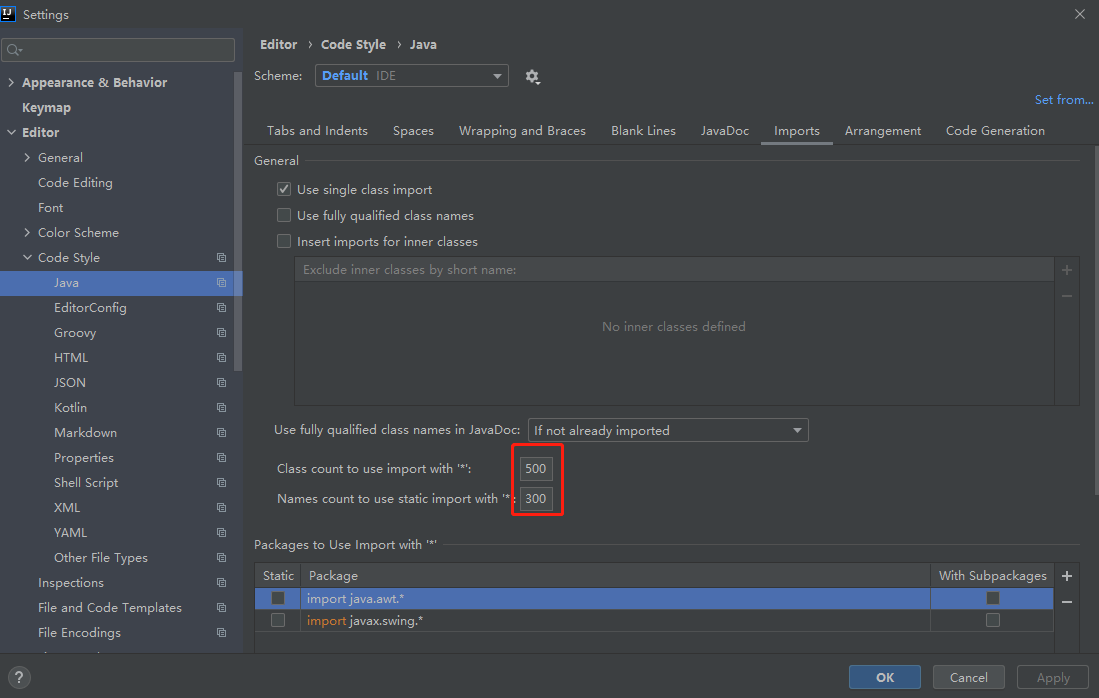 IJ Settings
Appearance & Behavior
Keymap
Editor
General
Code Editing
Font
Color Scheme
Code Style
Java
EditorConfig
Groovy
HTML
JSON
Kotlin
Markdown
Properties
Shell Script
XML
YAML
Other File Types
Inspections
File and Code Templates
File Encodings
Editor › Code Style › Java
Scheme: Default IDE
Set from...
Tabs and Indents Spaces Wrapping and Braces Blank Lines JavaDoc Imports Arrangement Code Generation
General
Use single class import
Use fully qualified class names
Insert imports for inner classes
Exclude inner classes by short name:
No inner classes defined
Use fully qualified class names in JavaDoc: If not already imported
Class count to use import with '*': 500
Names count to use static import with '*': 300
Packages to Use Import with '*'
Static Package With Subpackages
import java.awt.*
import javax.swing.*
? OK Cancel Apply